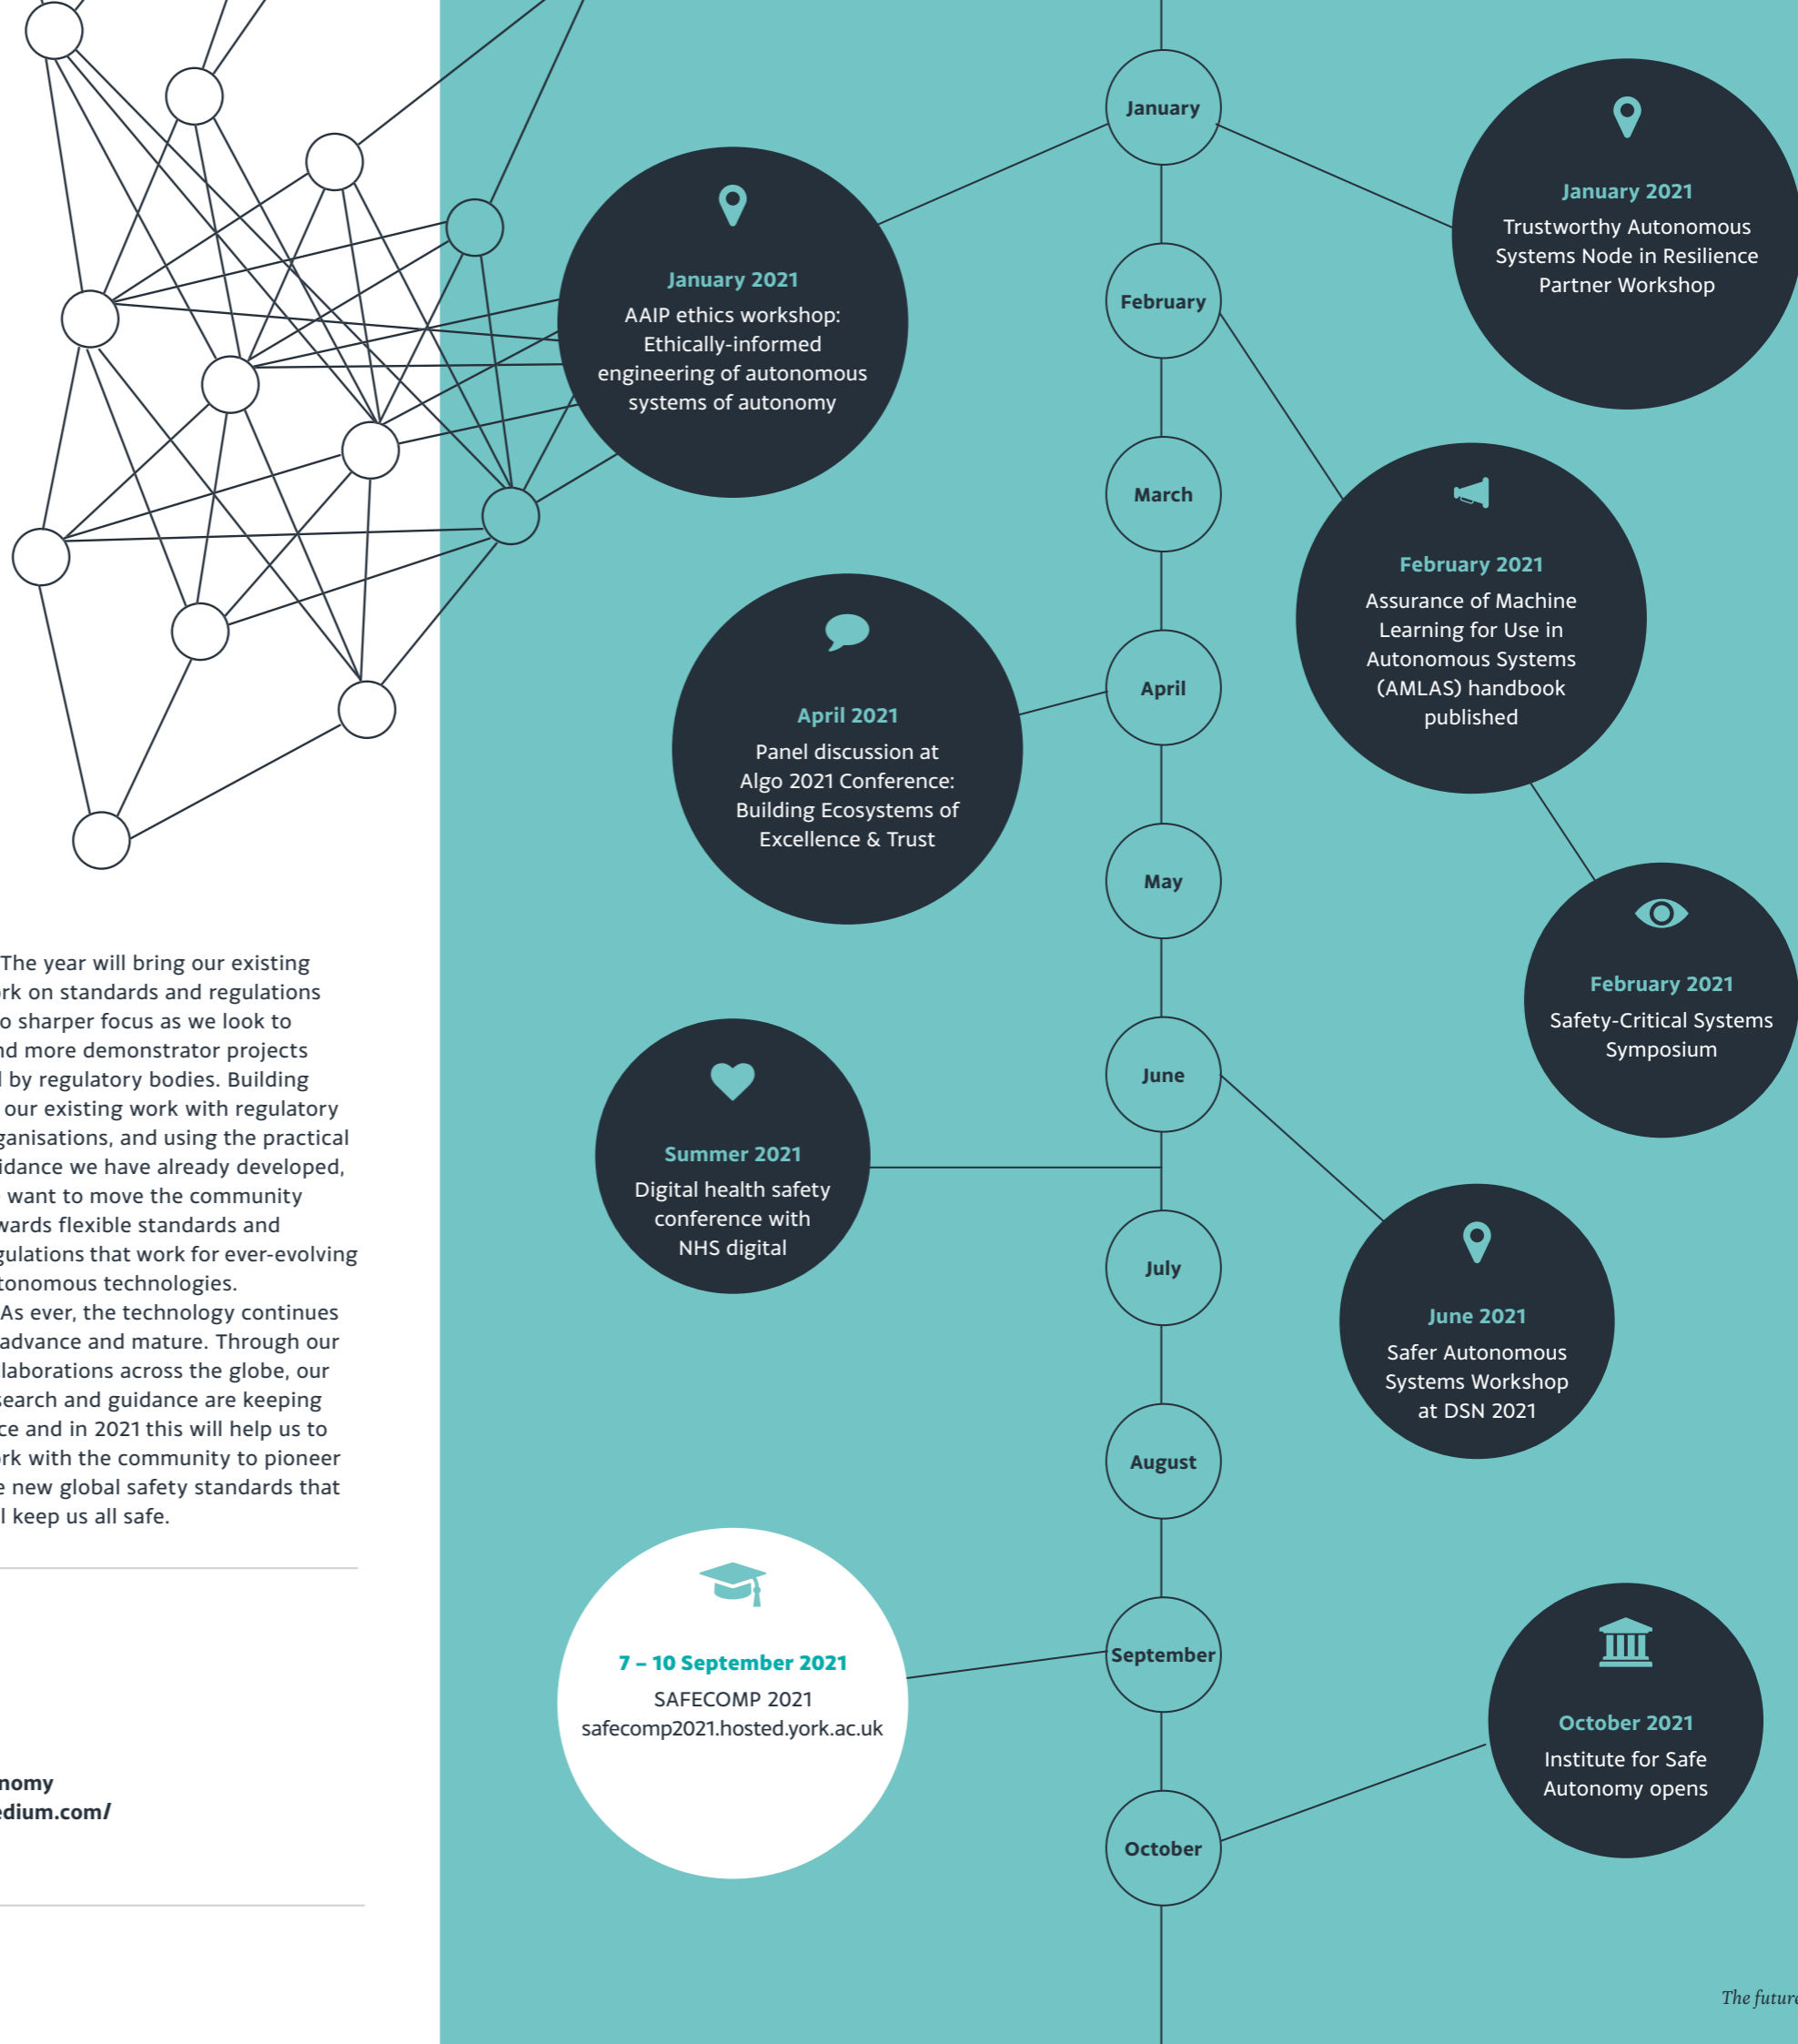 The year will bring our existing
rk on standards and regulations
o sharper focus as we look to
nd more demonstrator projects
l by regulatory bodies. Building
our existing work with regulatory
ganisations, and using the practical
idance we have already developed,
want to move the community
wards flexible standards and
gulations that work for ever-evolving
tonomous technologies.
As ever, the technology continues
advance and mature. Through our
laborations across the globe, our
search and guidance are keeping
ce and in 2021 this will help us to
rk with the community to pioneer
e new global safety standards that
l keep us all safe.
nomy
edium.com/
January
January 2021
Trustworthy Autonomous
Systems Node in Resilience
Partner Workshop
January 2021
AAIP ethics workshop:
Ethically-informed
engineering of autonomous
systems of autonomy
February
March
February 2021
Assurance of Machine
Learning for Use in
Autonomous Systems
(AMLAS) handbook
published
April
April 2021
Panel discussion at
Algo 2021 Conference:
Building Ecosystems of
Excellence & Trust
May
February 2021
Safety-Critical Systems
Symposium
June
Summer 2021
Digital health safety
conference with
NHS digital
July
June 2021
Safer Autonomous
Systems Workshop
at DSN 2021
August
September
7 – 10 September 2021
SAFECOMP 2021
safecomp2021.hosted.york.ac.uk
October 2021
Institute for Safe
Autonomy opens
October
The future